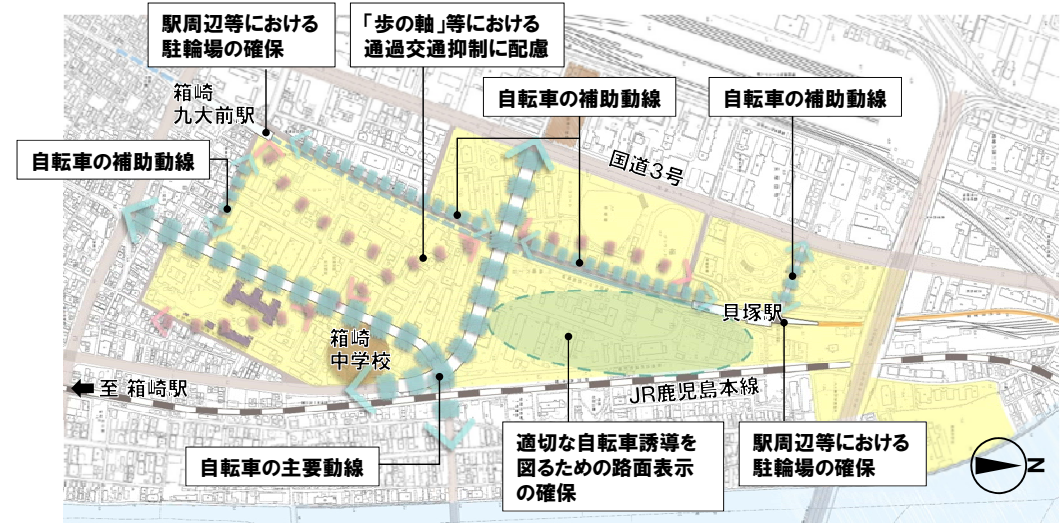 駅周辺等における
駐輪場の確保
「歩の軸」等における
通過交通抑制に配慮
箱崎
九大前駅
自転車の補助動線
自転車の補助動線
自転車の補助動線
国道3号
貝塚駅
箱崎
中学校
至 箱崎駅
JR鹿児島本線
自転車の主要動線
適切な自転車誘導を
図るための路面表示
の確保
駅周辺等における
駐輪場の確保
N